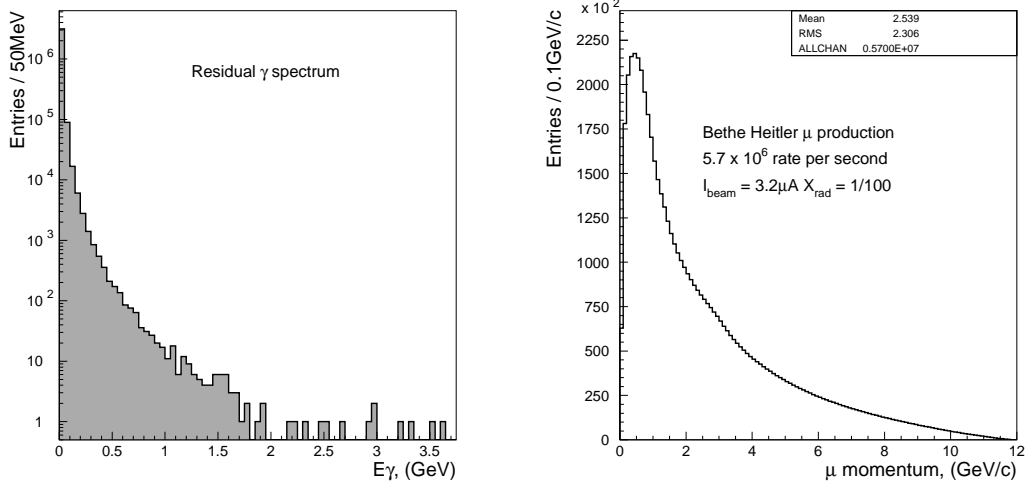 Entries / 50MeV
10^6
10^5
10^4
10^3
10^2
10
1
Residual γ spectrum
0 0.5 1 1.5 2 2.5 3 3.5
Eγ, (GeV)
x 10^2
Entries / 0.1GeV/c
2250
2000
1750
1500
1250
1000
750
500
250
0
Mean 2.539
RMS 2.306
ALLCHAN 0.5700E+07
Bethe Heitler μ production
5.7 x 10^6 rate per second
I_beam = 3.2μA X_rad = 1/100
0 2 4 6 8 10 12
μ momentum, (GeV/c)